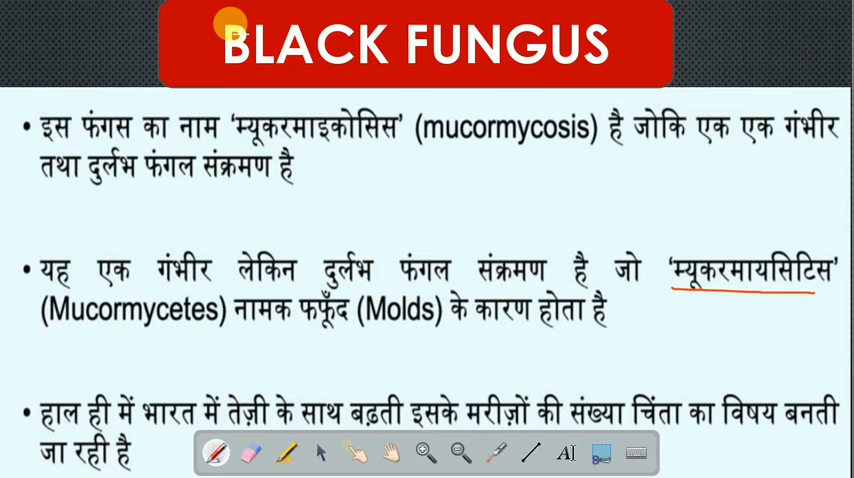 BLACK FUNGUS
• इस फंगस का नाम ‘म्यूकरमाइकोसिस’ (mucormycosis) है जोकि एक एक गंभीर
तथा दुर्लभ फंगल संक्रमण है
• यह एक गंभीर लेकिन दुर्लभ फंगल संक्रमण है जो ‘म्यूकरमायसिटिस’
(Mucormycetes) नामक फफूँद (Molds) के कारण होता है
• हाल ही में भारत में तेज़ी के साथ बढ़ती इसके मरीज़ों की संख्या चिंता का विषय बनती
जा रही है